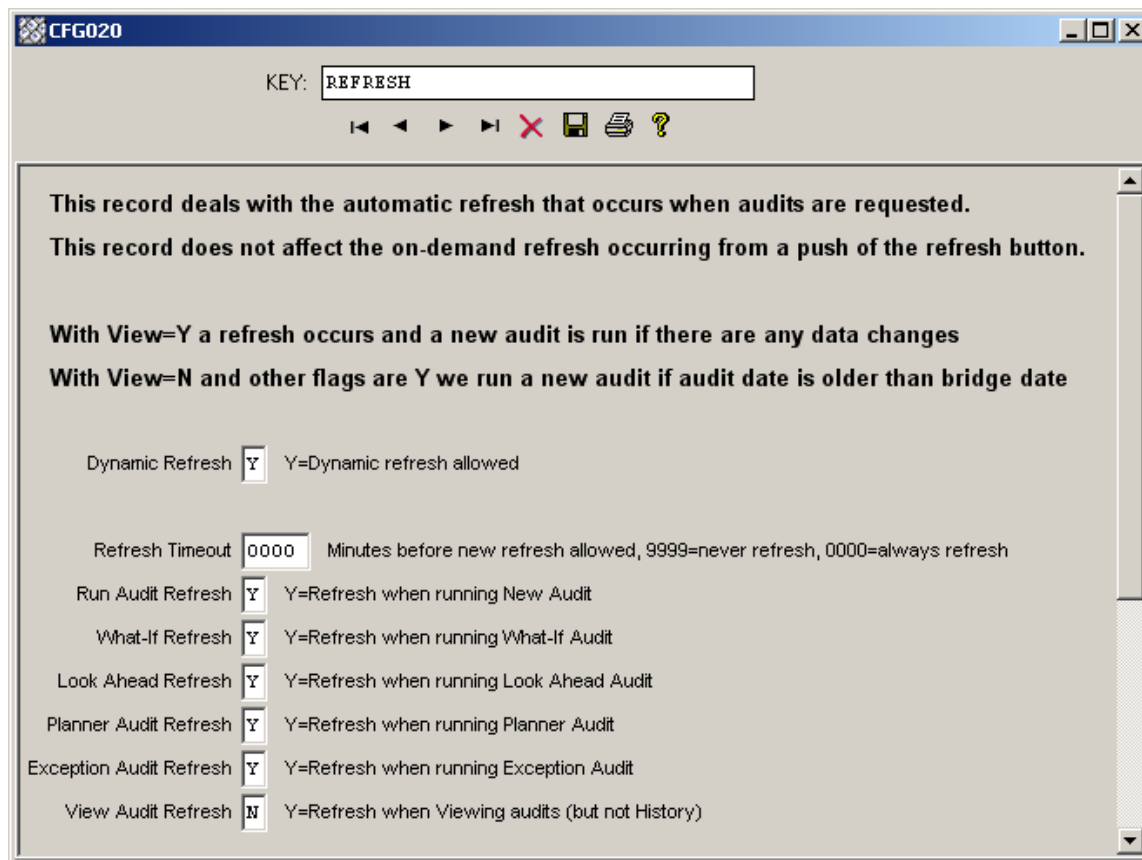 CFG020
KEY: REFRESH
This record deals with the automatic refresh that occurs when audits are requested.
This record does not affect the on-demand refresh occurring from a push of the refresh button.
With View=Y a refresh occurs and a new audit is run if there are any data changes
With View=N and other flags are Y we run a new audit if audit date is older than bridge date
Dynamic Refresh Y Y=Dynamic refresh allowed
Refresh Timeout 0000 Minutes before new refresh allowed, 9999=never refresh, 0000=always refresh
Run Audit Refresh Y Y=Refresh when running New Audit
What-If Refresh Y Y=Refresh when running What-If Audit
Look Ahead Refresh Y Y=Refresh when running Look Ahead Audit
Planner Audit Refresh Y Y=Refresh when running Planner Audit
Exception Audit Refresh Y Y=Refresh when running Exception Audit
View Audit Refresh N Y=Refresh when Viewing audits (but not History)